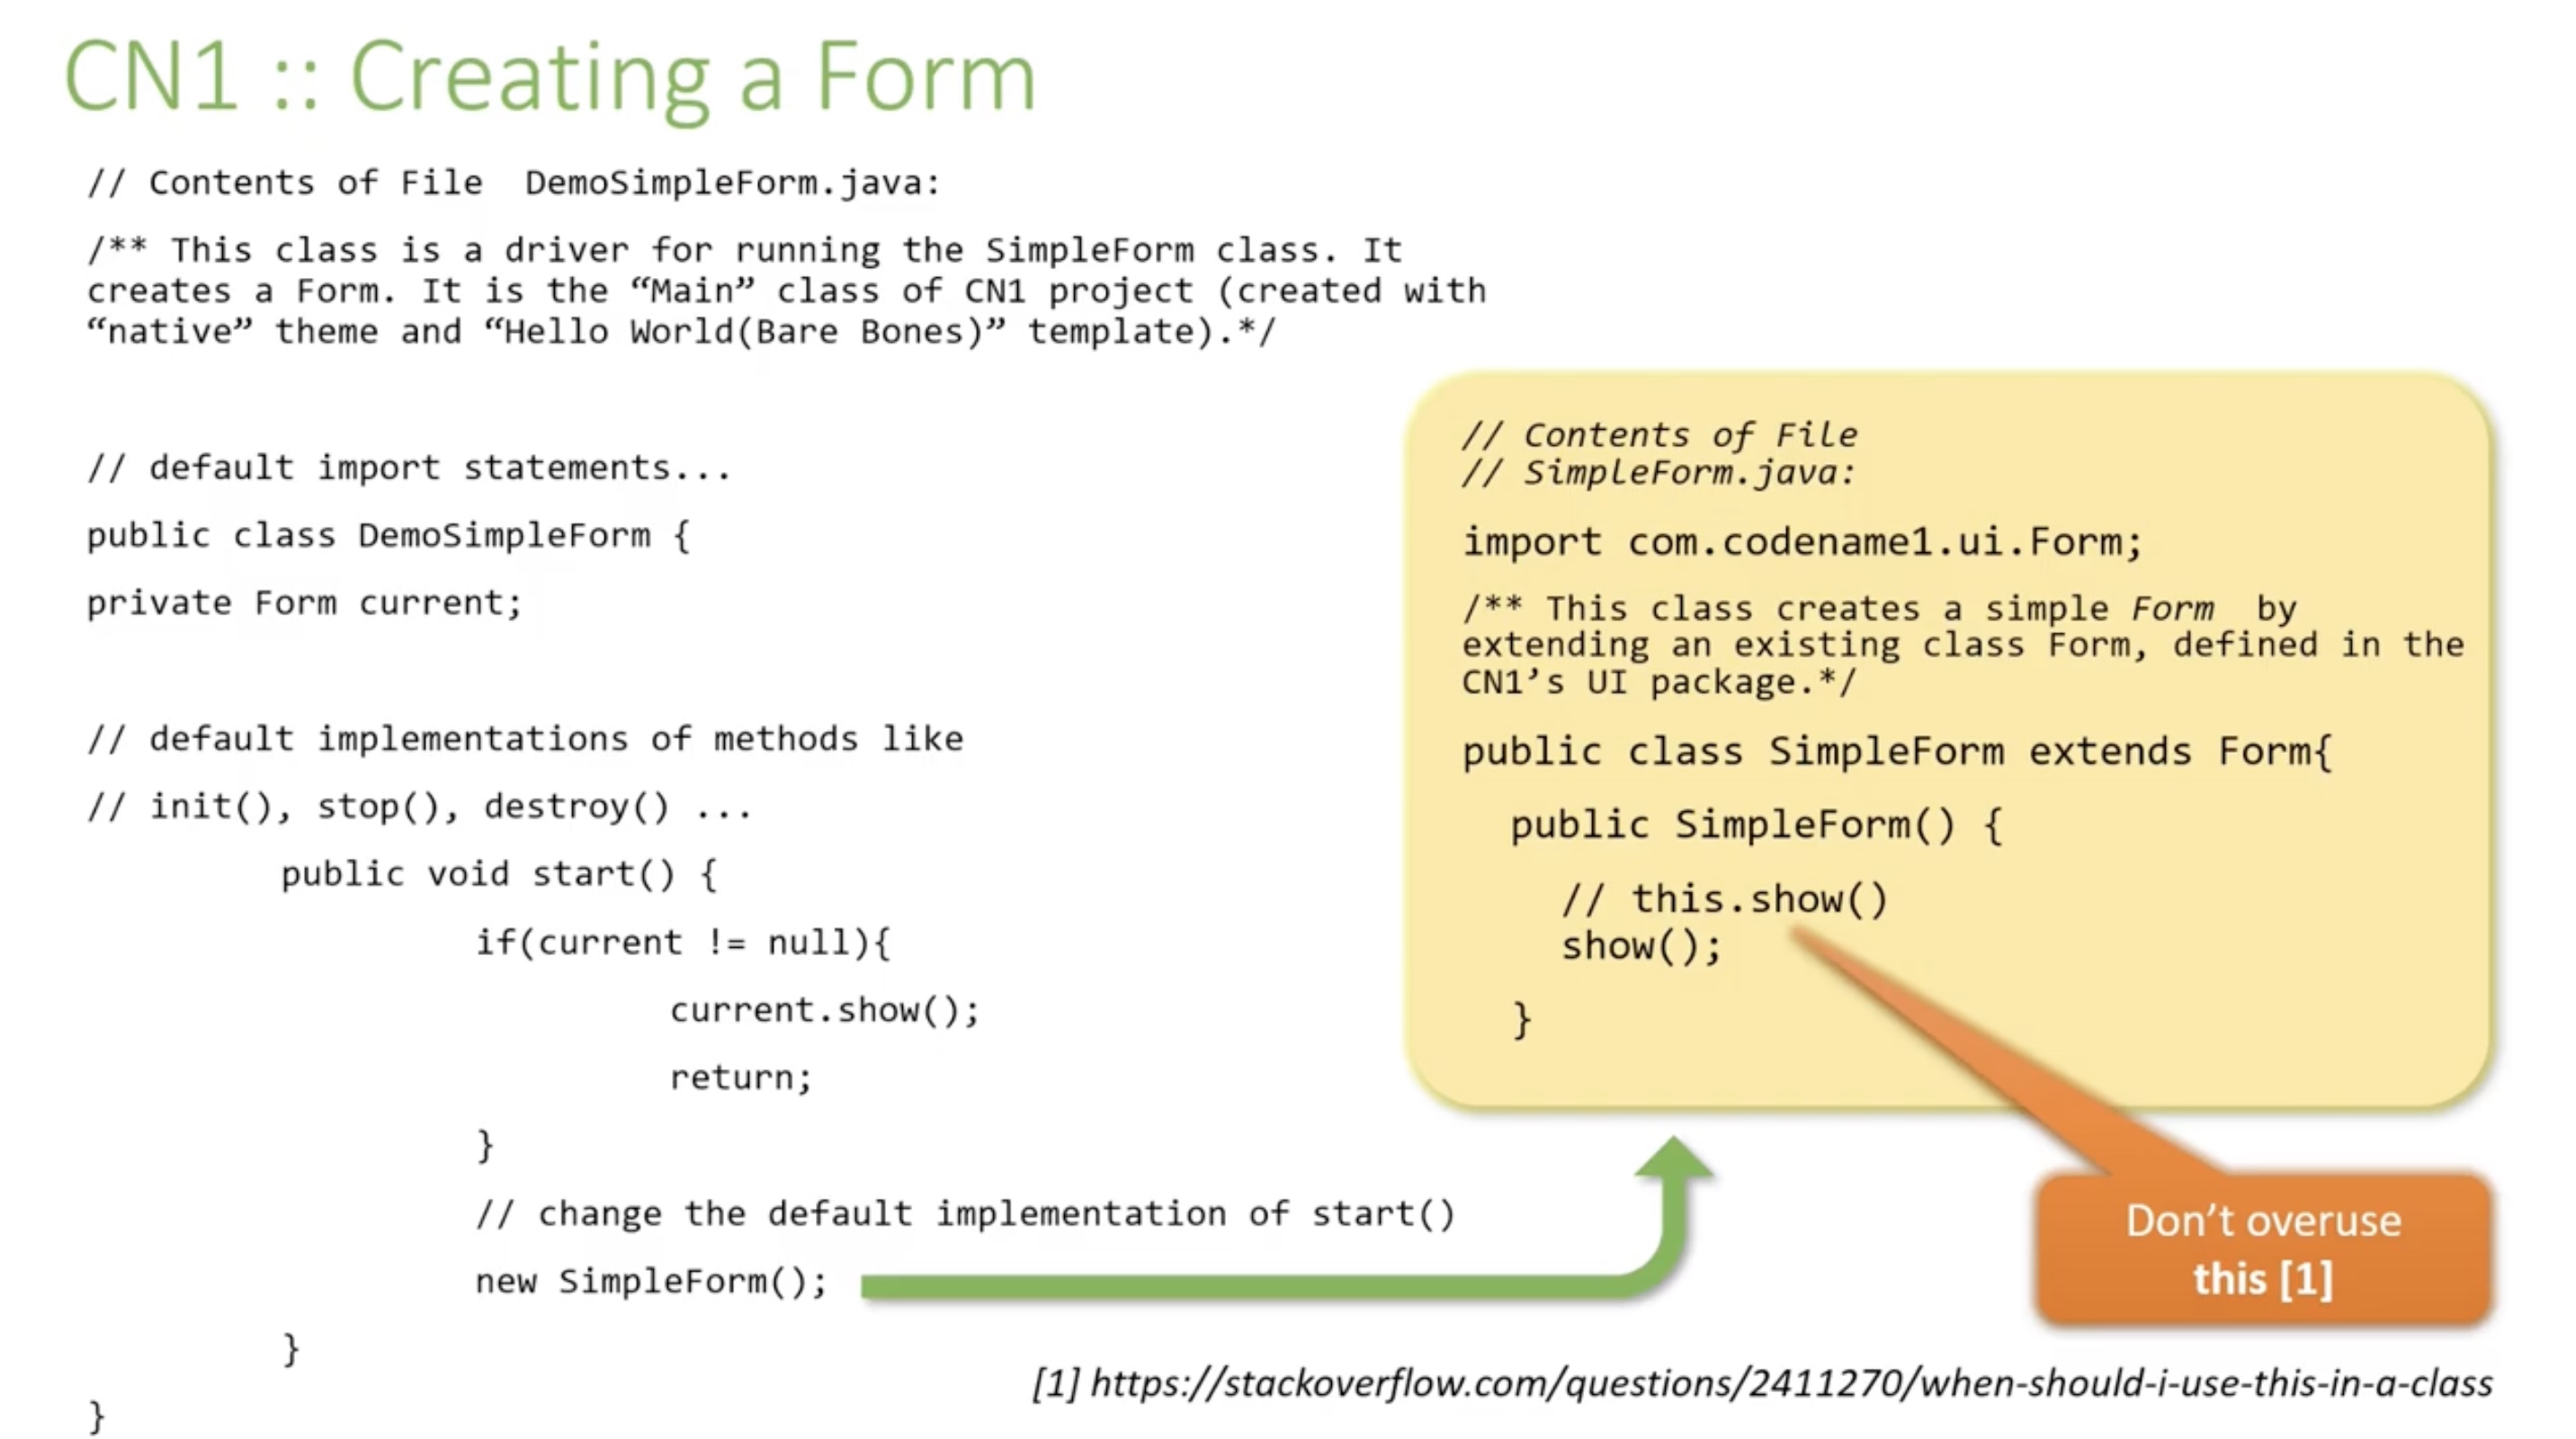 CN1 :: Creating a Form
// Contents of File  DemoSimpleForm.java:
/** This class is a driver for running the SimpleForm class. It
creates a Form. It is the “Main” class of CN1 project (created with
“native” theme and “Hello World(Bare Bones)” template).*/
// default import statements...
public class DemoSimpleForm {
private Form current;
// default implementations of methods like
// init(), stop(), destroy() ...
public void start() {
if(current != null){
current.show();
return;
}
// change the default implementation of start()
new SimpleForm();
}
}
// Contents of File
// SimpleForm.java:
import com.codename1.ui.Form;
/** This class creates a simple Form  by
extending an existing class Form, defined in the
CN1’s UI package.*/
public class SimpleForm extends Form{
public SimpleForm() {
// this.show()
show();
}
Don’t overuse
this [1]
[1] https://stackoverflow.com/questions/2411270/when-should-i-use-this-in-a-class